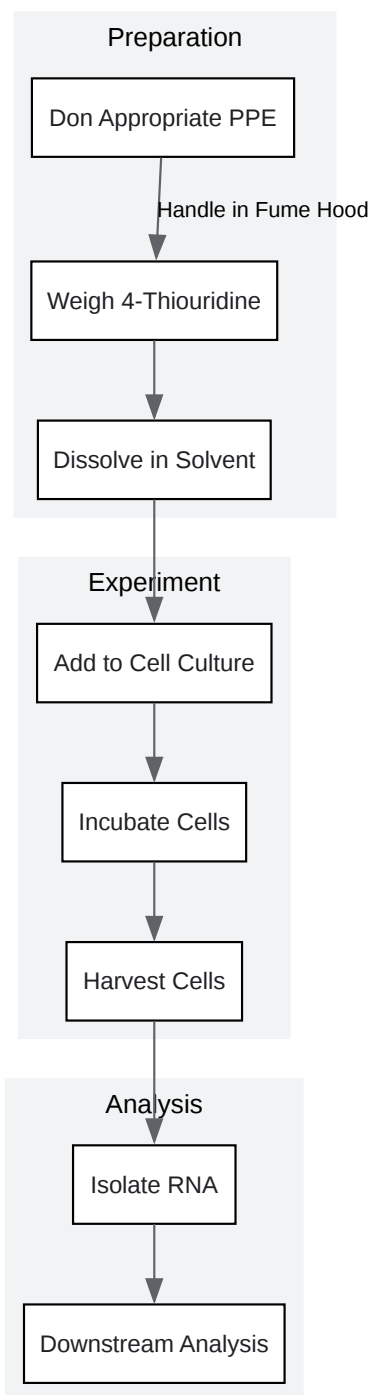 Preparation
Don Appropriate PPE
Handle in Fume Hood
Weigh 4-Thiouridine
Dissolve in Solvent
Experiment
Add to Cell Culture
Incubate Cells
Harvest Cells
Analysis
Isolate RNA
Downstream Analysis